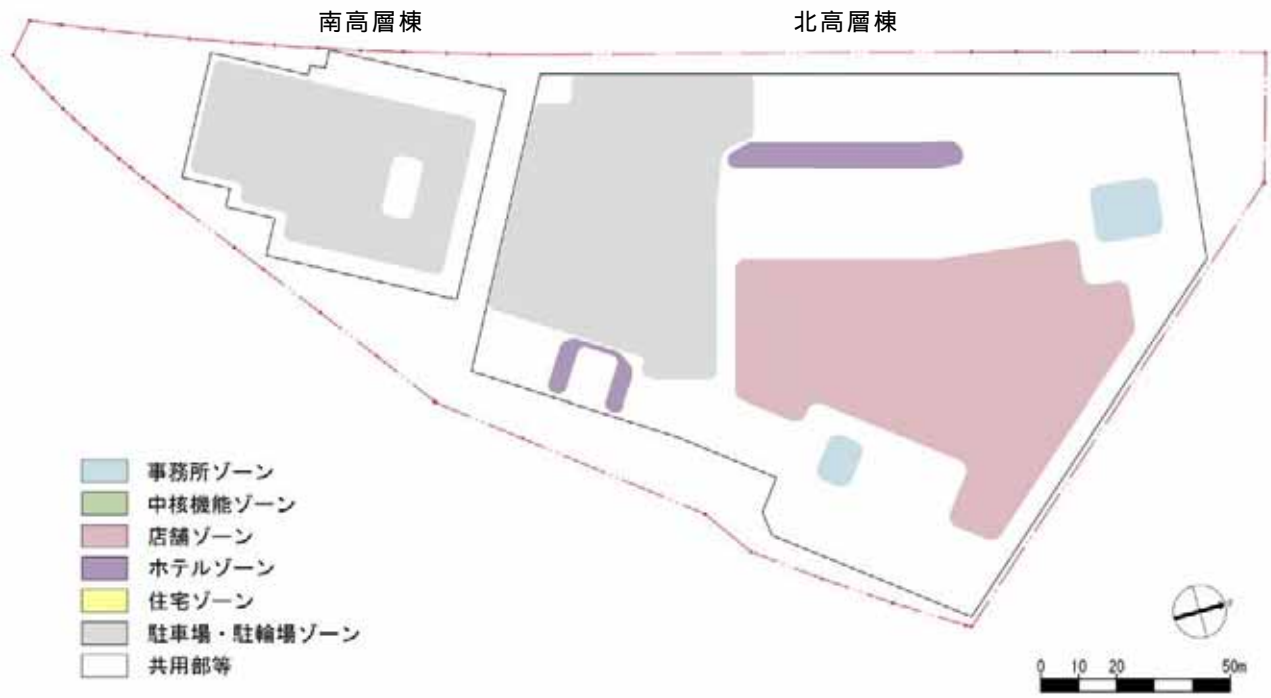 南高層棟
北高層棟
事務所ゾーン
中核機能ゾーン
店舗ゾーン
ホテルゾーン
住宅ゾーン
駐車場・駐輪場ゾーン
共用部等
0 10 20 50m